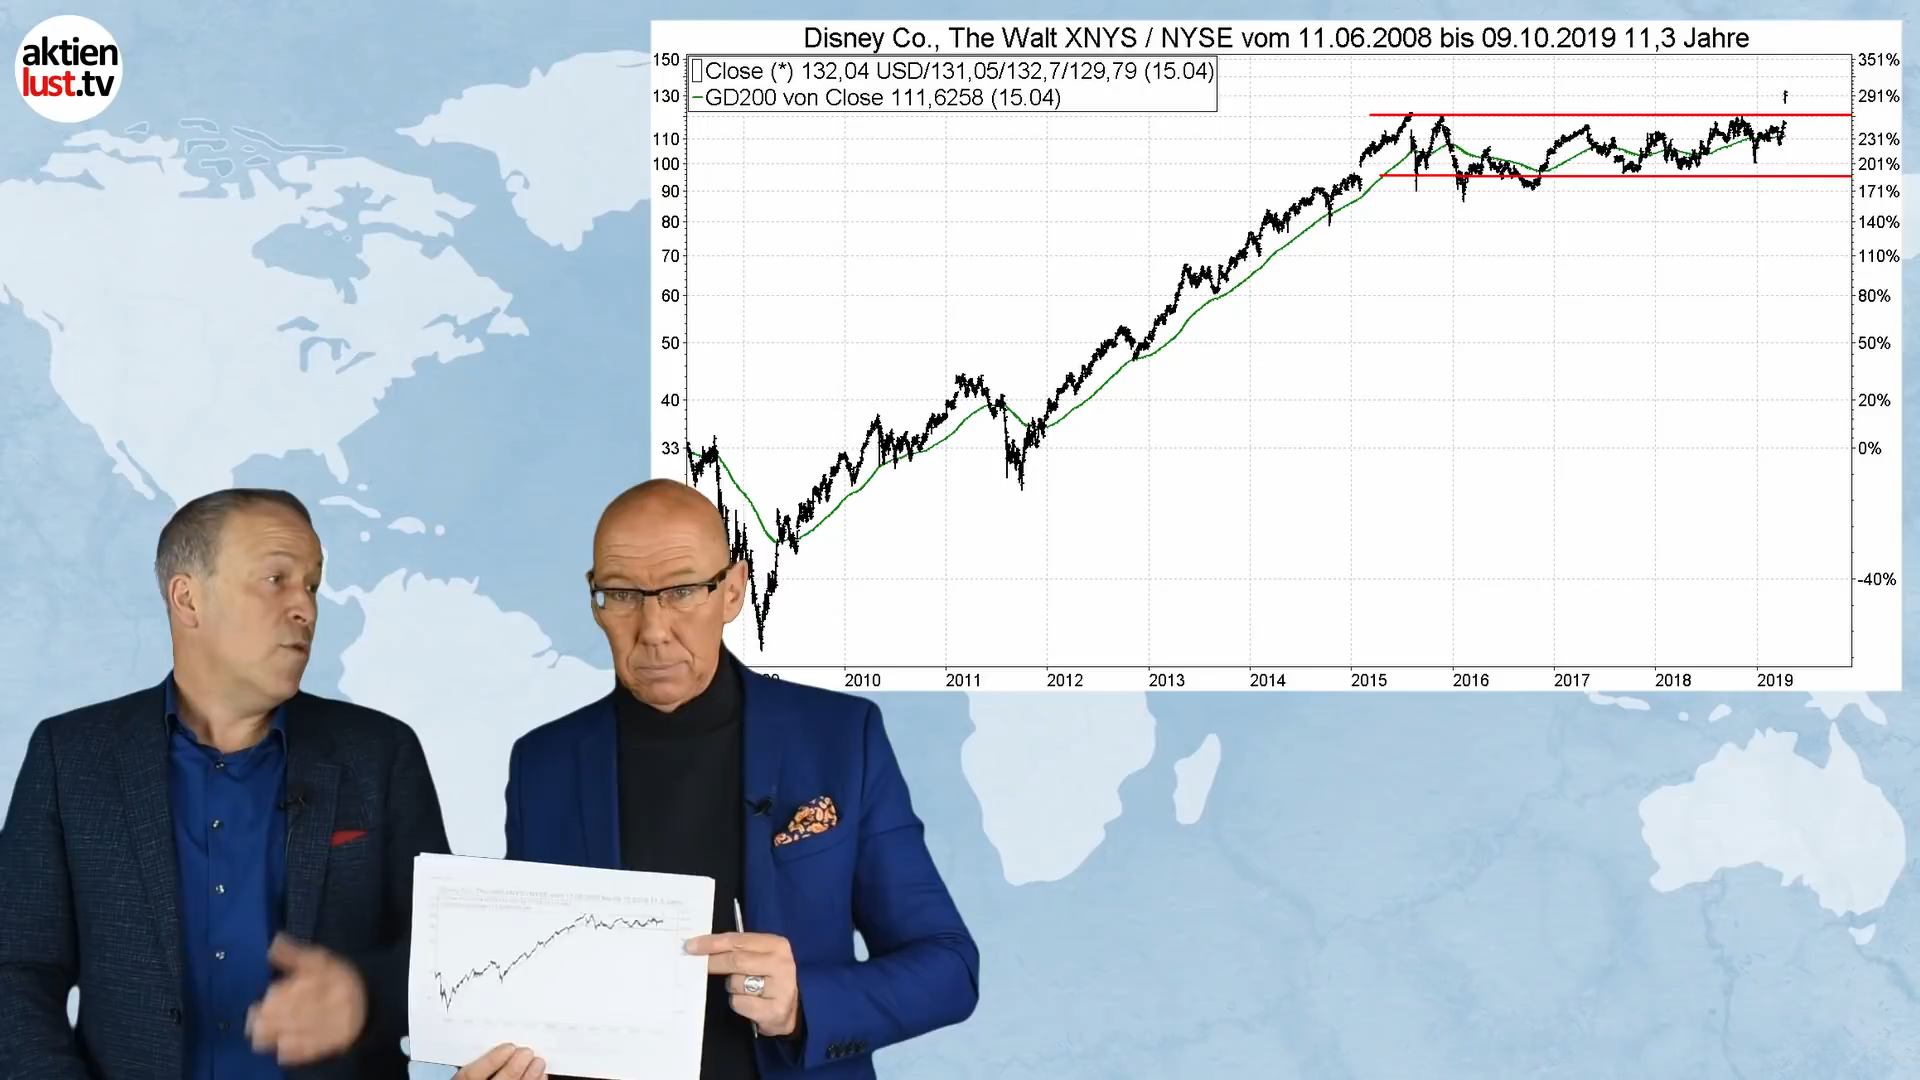 aktien
lust.tv
Disney Co., The Walt XNYS / NYSE vom 11.06.2008 bis 09.10.2019 11,3 Jahre
Close (*) 132,04 USD/131,05/132,7/129,79 (15.04)
GD200 von Close 111,6258 (15.04)
150 351%
130 291%
110 231%
100 201%
90 171%
80 140%
70 110%
60 80%
50 50%
40 20%
33 0%
-40%
2010 2011 2012 2013 2014 2015 2016 2017 2018 2019